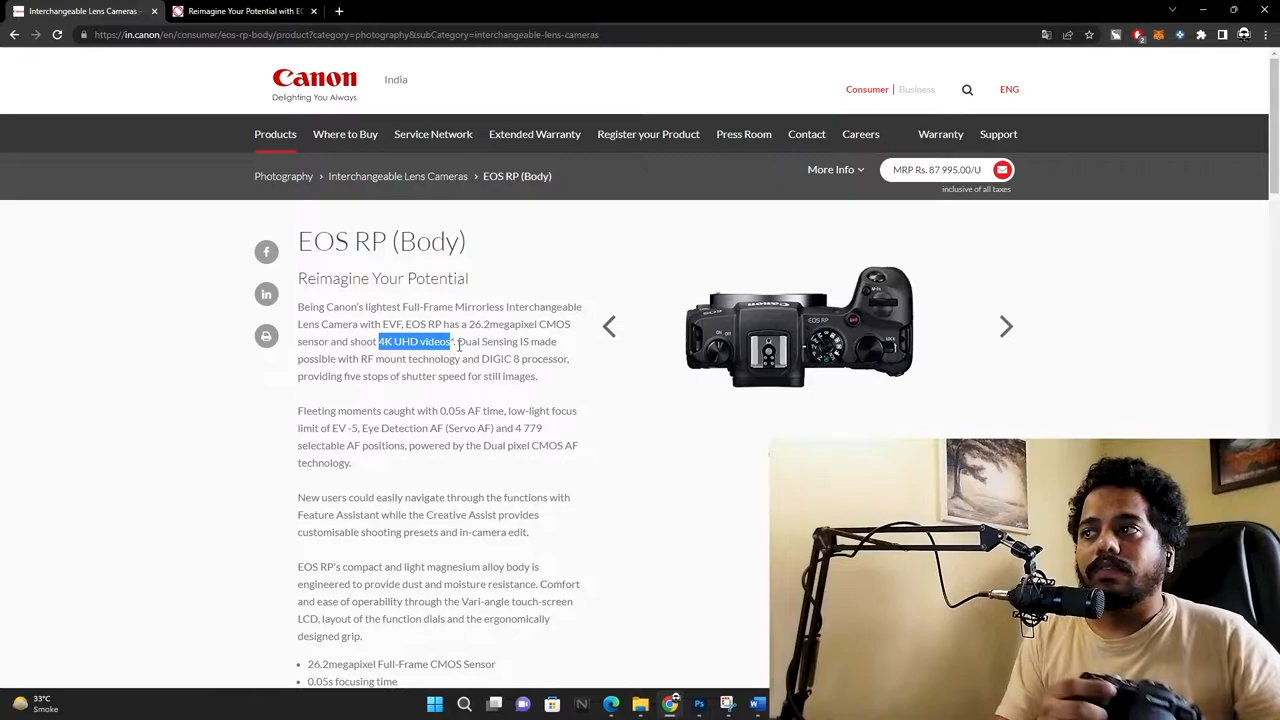 Interchangeable Lens Cameras –
Reimagine Your Potential with EO
https://in.canon/en/consumer/eos-rp-body/product?category=photography&subCategory=interchangeable-lens-cameras
Canon
Delighting You Always
India
Consumer | Business
ENG
Products Where to Buy Service Network Extended Warranty Register your Product Press Room Contact Careers Warranty Support
Photography › Interchangeable Lens Cameras › EOS RP (Body)
More Info
MRP Rs. 87 995.00/U
inclusive of all taxes
EOS RP (Body)
Reimagine Your Potential
Being Canon's lightest Full-Frame Mirrorless Interchangeable
Lens Camera with EVF, EOS RP has a 26.2megapixel CMOS
sensor and shoot 4K UHD videos*. Dual Sensing IS made
possible with RF mount technology and DIGIC 8 processor,
providing five stops of shutter speed for still images.
Fleeting moments caught with 0.05s AF time, low-light focus
limit of EV -5, Eye Detection AF (Servo AF) and 4 779
selectable AF positions, powered by the Dual pixel CMOS AF
technology.
New users could easily navigate through the functions with
Feature Assistant while the Creative Assist provides
customisable shooting presets and in-camera edit.
EOS RP's compact and light magnesium alloy body is
engineered to provide dust and moisture resistance. Comfort
and ease of operability through the Vari-angle touch-screen
LCD, layout of the function dials and the ergonomically
designed grip.
• 26.2megapixel Full-Frame CMOS Sensor
• 0.05s focusing time
Canon
EOS RP
33°C
Smoke